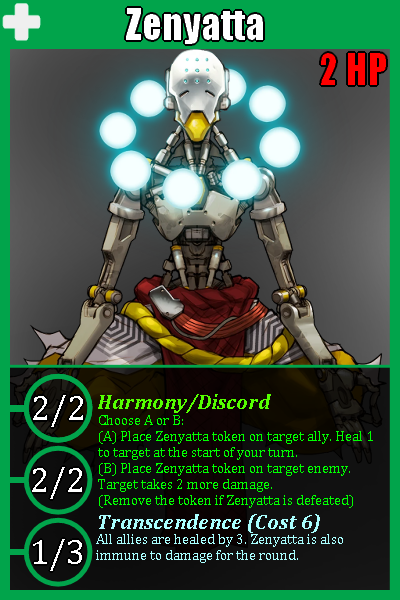 Zenyatta
2 HP
2/2
Harmony/Discord
Choose A or B:
(A) Place Zenyatta token on target ally. Heal 1
to target at the start of your turn.
2/2
(B) Place Zenyatta token on target enemy.
Target takes 2 more damage.
(Remove the token if Zenyatta is defeated)
1/3
Transcendence (Cost 6)
All allies are healed by 3. Zenyatta is also
immune to damage for the round.